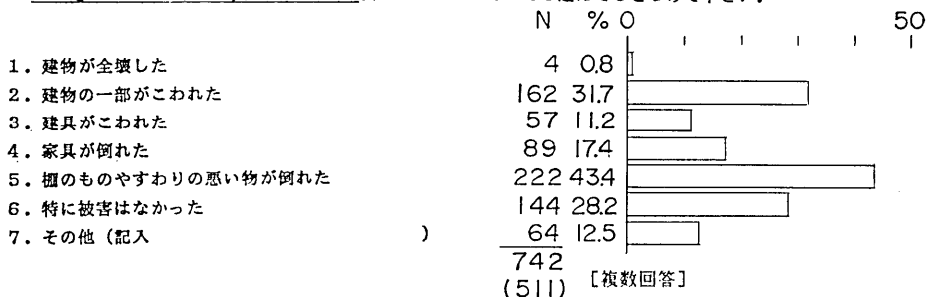 N % 0 50
1. 建物が全壊した 4 0.8
2. 建物の一部がこわれた 162 31.7
3. 建具がこわれた 57 11.2
4. 家具が倒れた 89 17.4
5. 棚のものやすわりの悪い物が倒れた 222 43.4
6. 特に被害はなかった 144 28.2
7. その他(記入 ) 64 12.5
742
(511) [複数回答]